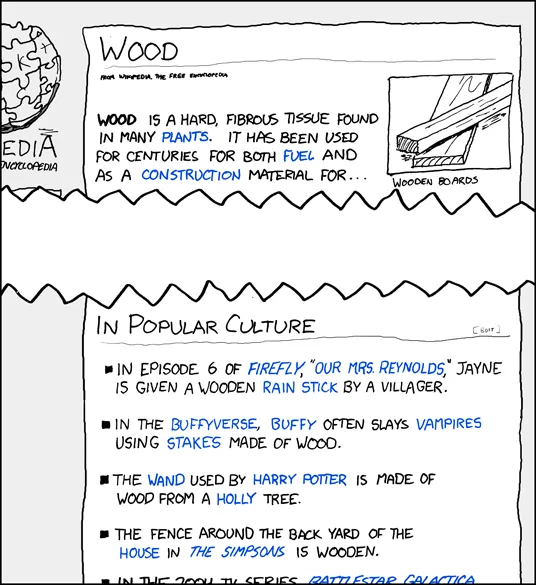 WOOD
FROM WIKIPEDIA, THE FREE ENCYCLOPEDIA
EDIA
NCYCLOPEDIA
WOOD IS A HARD, FIBROUS TISSUE FOUND
IN MANY PLANTS. IT HAS BEEN USED
FOR CENTURIES FOR BOTH FUEL AND
AS A CONSTRUCTION MATERIAL FOR...
WOODEN BOARDS
IN POPULAR CULTURE
[EDIT]
■ IN EPISODE 6 OF FIREFLY, "OUR MRS. REYNOLDS," JAYNE
IS GIVEN A WOODEN RAIN STICK BY A VILLAGER.
■ IN THE BUFFYVERSE, BUFFY OFTEN SLAYS VAMPIRES
USING STAKES MADE OF WOOD.
■ THE WAND USED BY HARRY POTTER IS MADE OF
WOOD FROM A HOLLY TREE.
■ THE FENCE AROUND THE BACK YARD OF THE
HOUSE IN THE SIMPSONS IS WOODEN.
■ IN THE 2004 TV SERIES BATTLESTAR GALACTICA